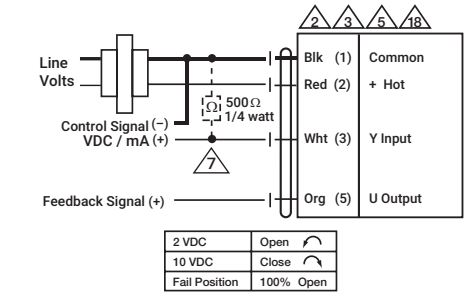 2 3 5 18
Line
Volts
Blk (1) Common
Red (2) + Hot
Ω 500Ω
1/4 watt
Control Signal (−)
VDC / mA (+)
Wht (3) Y Input
7
Feedback Signal (+)
Org (5) U Output
2 VDC Open
10 VDC Close
Fail Position 100% Open